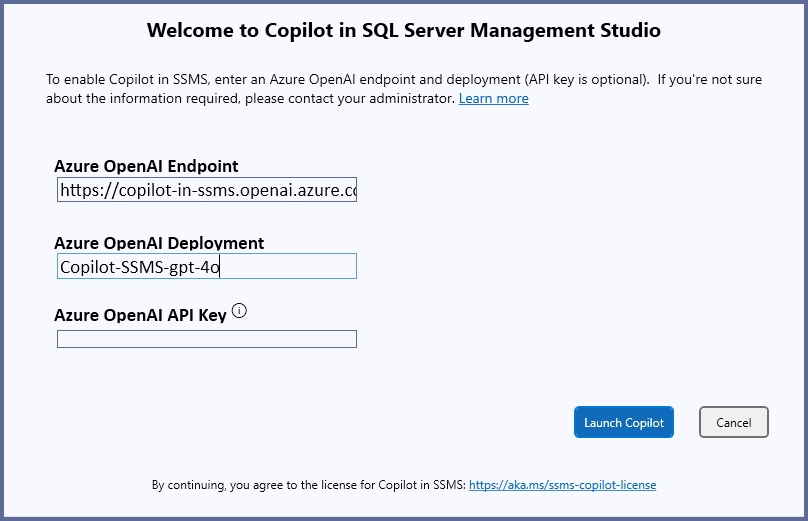 Welcome to Copilot in SQL Server Management Studio
To enable Copilot in SSMS, enter an Azure OpenAI endpoint and deployment (API key is optional).  If you're not sure
about the information required, please contact your administrator. Learn more
Azure OpenAI Endpoint
https://copilot-in-ssms.openai.azure.co
Azure OpenAI Deployment
Copilot-SSMS-gpt-4o
Azure OpenAI API Key
Launch Copilot
Cancel
By continuing, you agree to the license for Copilot in SSMS: https://aka.ms/ssms-copilot-license